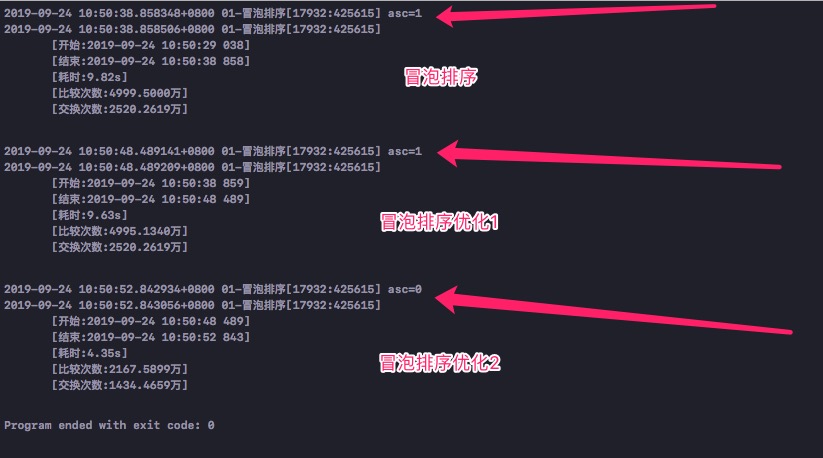 2019-09-24 10:50:38.858348+0800 01-冒泡排序[17932:425615] asc=1
2019-09-24 10:50:38.858506+0800 01-冒泡排序[17932:425615]
[开始:2019-09-24 10:50:29 038]
[结束:2019-09-24 10:50:38 858]
[耗时:9.82s]
冒泡排序
[比较次数:4999.5000万]
[交换次数:2520.2619万]
2019-09-24 10:50:48.489141+0800 01-冒泡排序[17932:425615] asc=1
2019-09-24 10:50:48.489209+0800 01-冒泡排序[17932:425615]
[开始:2019-09-24 10:50:38 859]
[结束:2019-09-24 10:50:48 489]
[耗时:9.63s]
冒泡排序优化1
[比较次数:4995.1340万]
[交换次数:2520.2619万]
2019-09-24 10:50:52.842934+0800 01-冒泡排序[17932:425615] asc=0
2019-09-24 10:50:52.843056+0800 01-冒泡排序[17932:425615]
[开始:2019-09-24 10:50:48 489]
[结束:2019-09-24 10:50:52 843]
[耗时:4.35s]
冒泡排序优化2
[比较次数:2167.5899万]
[交换次数:1434.4659万]
Program ended with exit code: 0